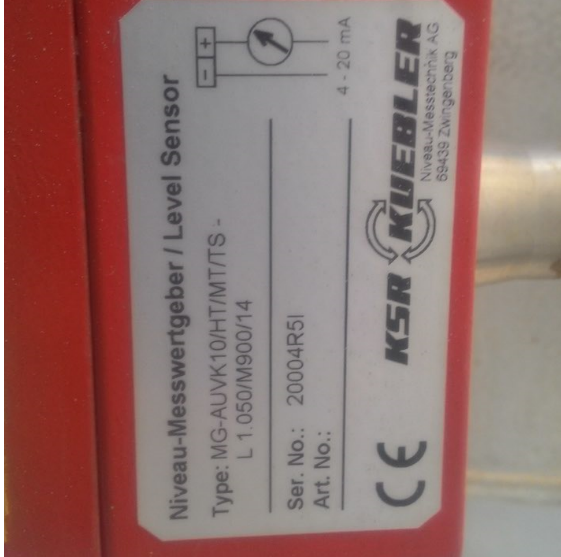 Niveau-Messwertgeber / Level Sensor
Type: MG-AUVK10/HT/MT/TS -
L 1.050/M900/14
Ser. No.: 20004R5I
Art. No.:
- +
4 - 20 mA
CE
KSR KUEBLER
Niveau-Messtechnik AG
69439 Zwingenberg